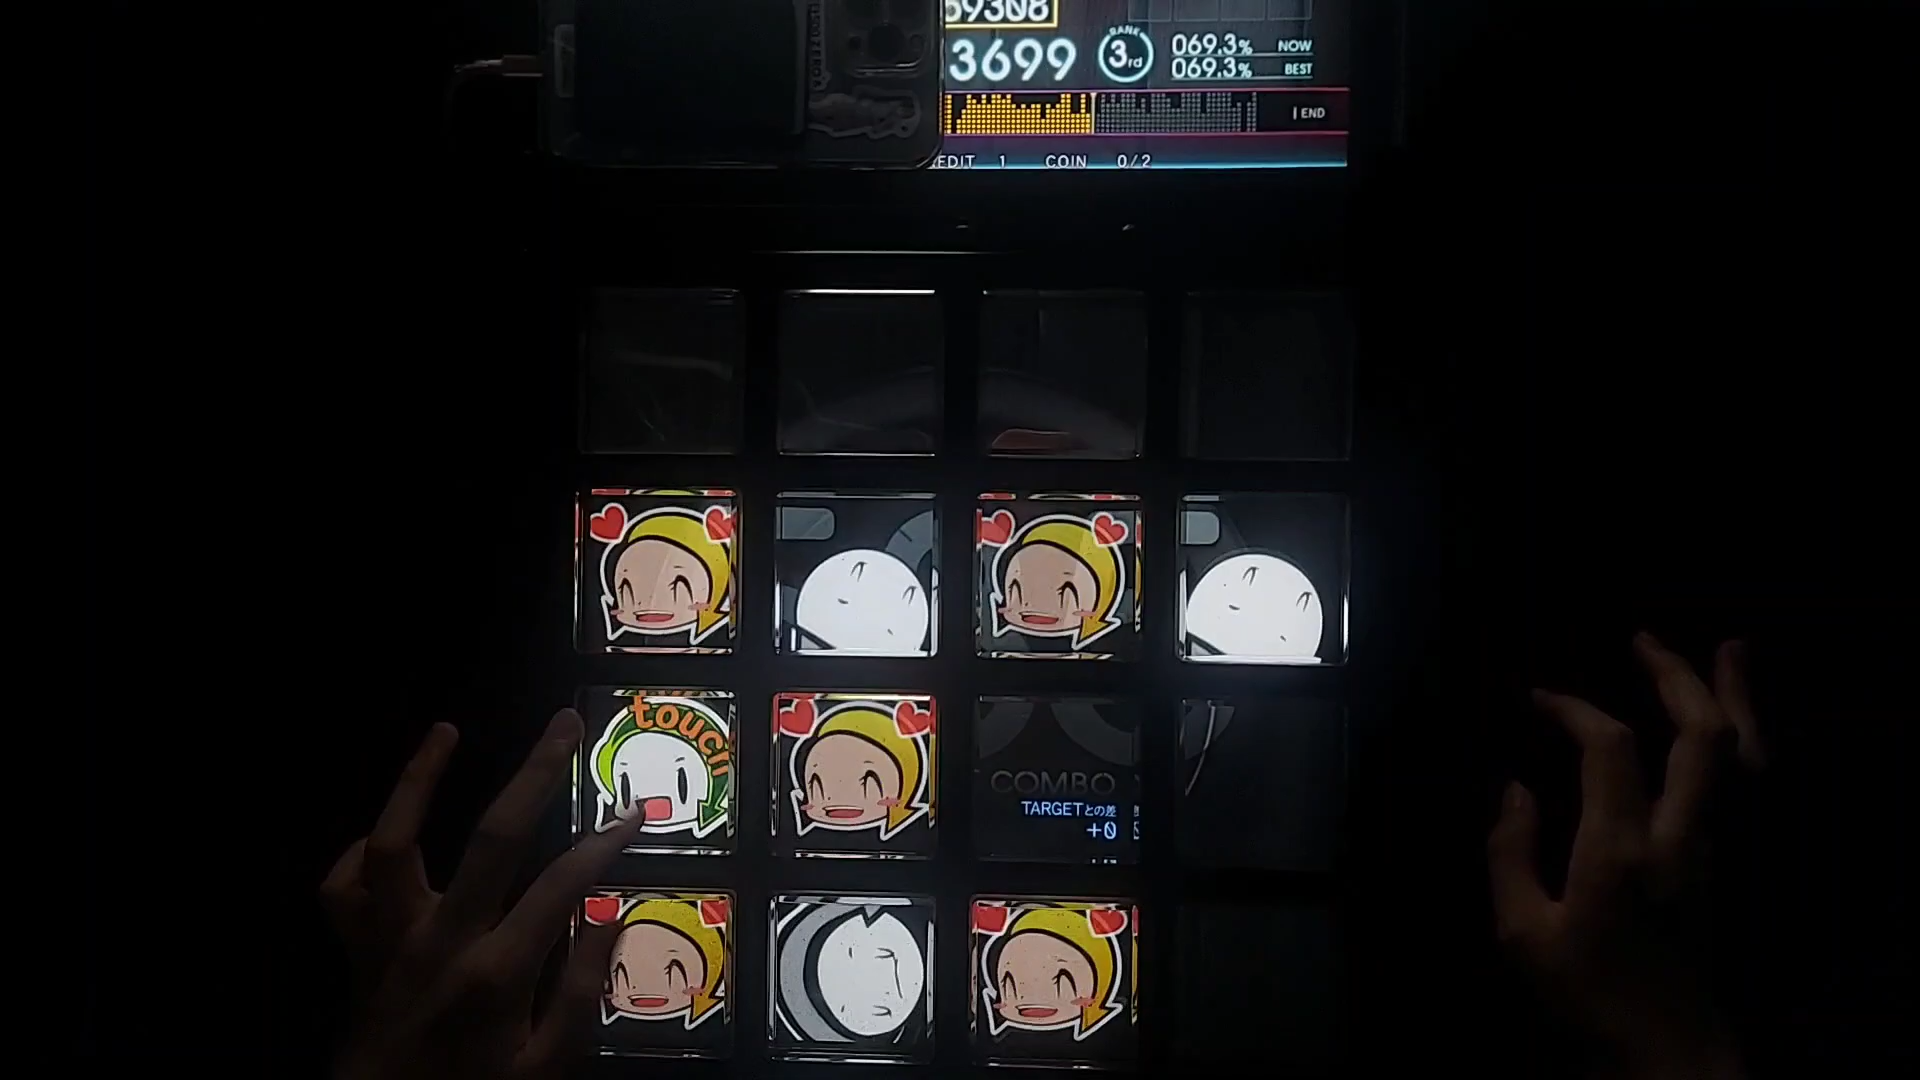 59308
3699
RANK
3rd
069.3% NOW
069.3% BEST
END
EDIT 1 COIN 0/2
touch
COMBO
TARGETとの差
+0